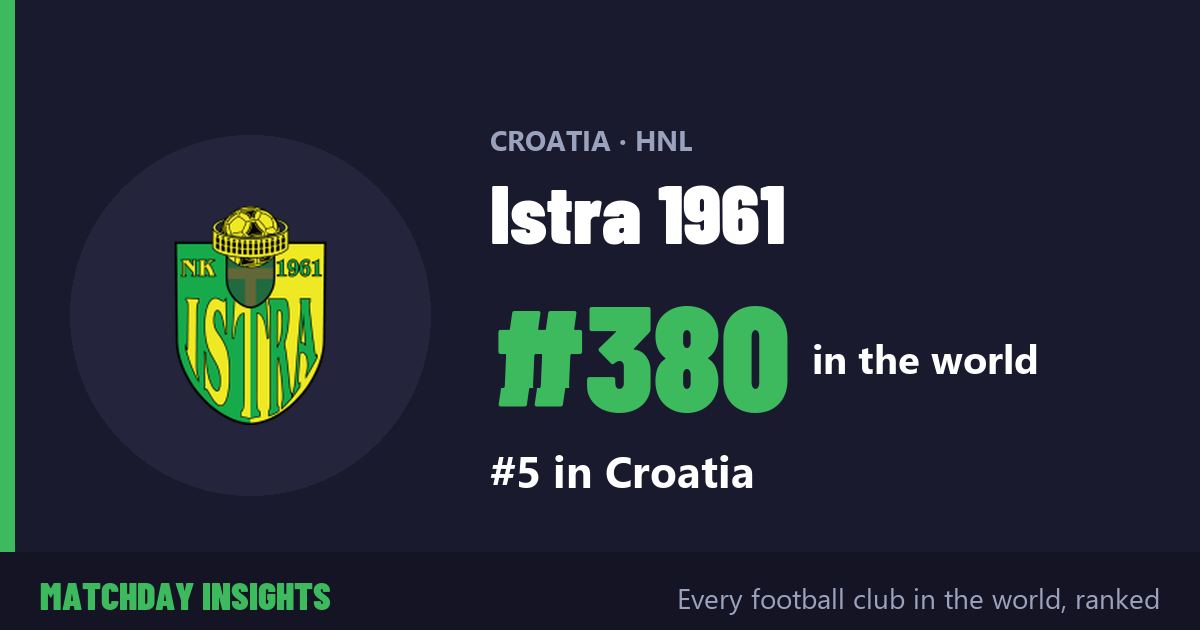 CROATIA · HNL
Istra 1961
NK 1961
ISTRA
#380 in the world
#5 in Croatia
MATCHDAY INSIGHTS
Every football club in the world, ranked